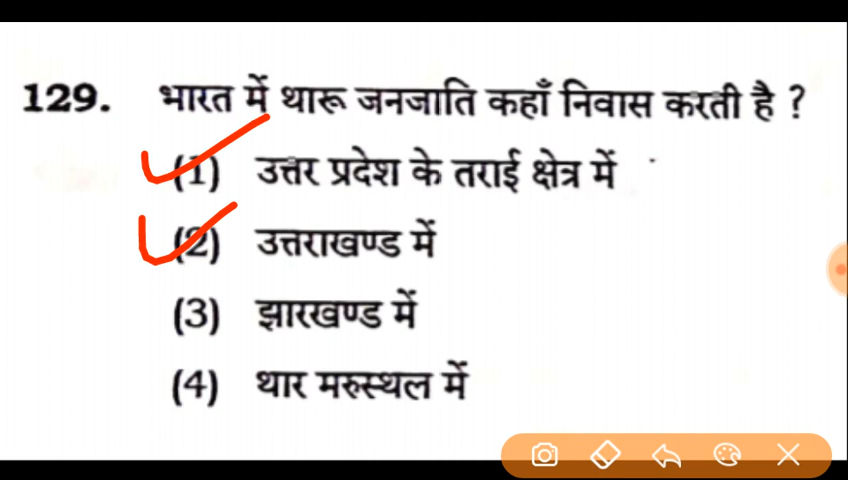 129. भारत में थारू जनजाति कहाँ निवास करती है ?
(1) उत्तर प्रदेश के तराई क्षेत्र में
(2) उत्तराखण्ड में
(3) झारखण्ड में
(4) थार मरुस्थल में